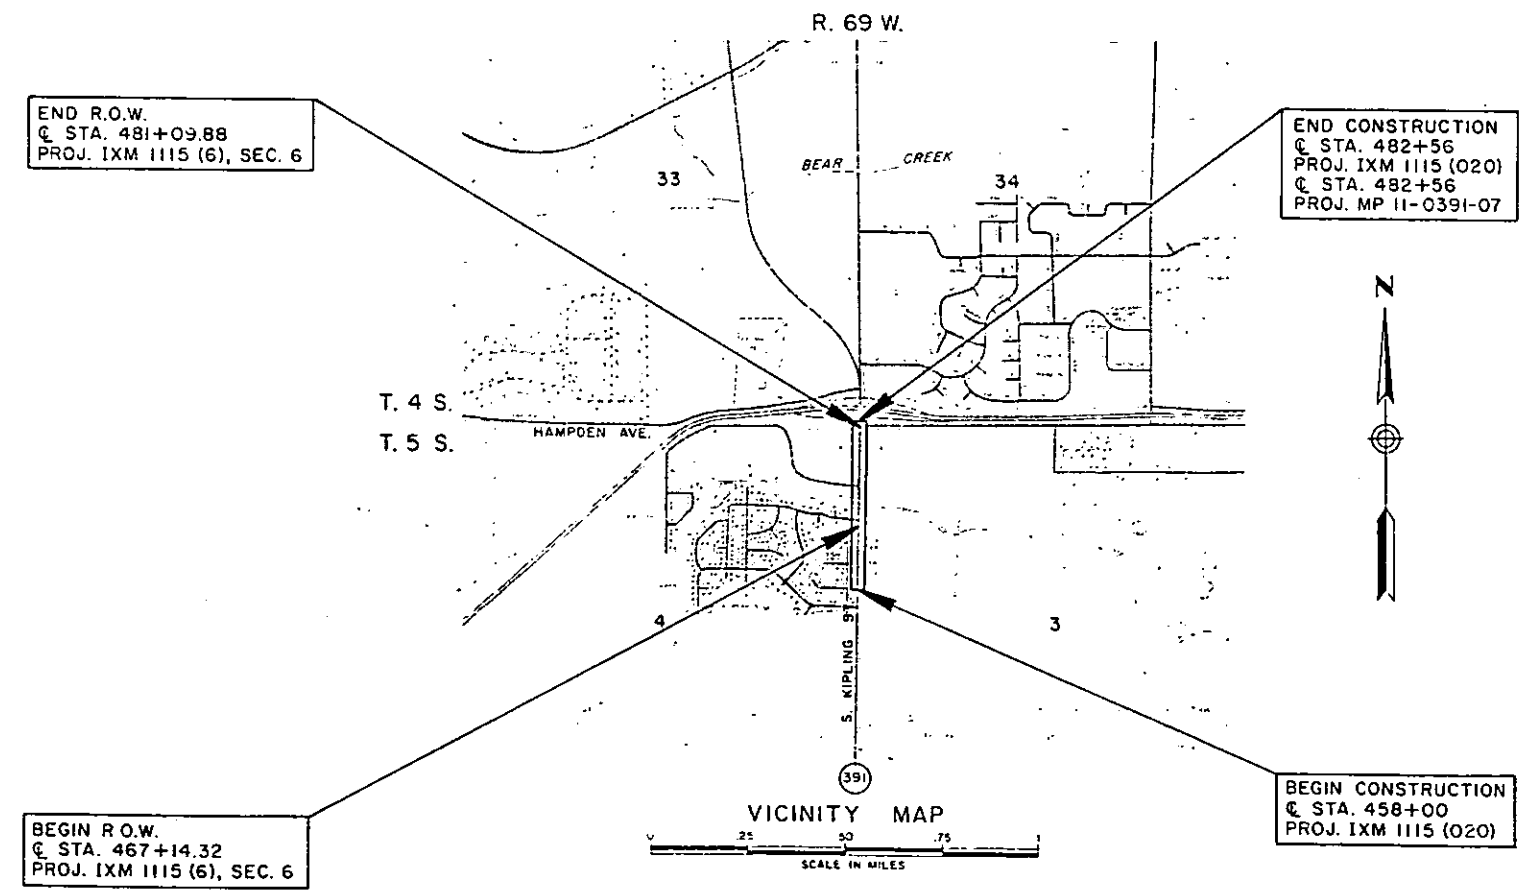 R. 69 W.
END R.O.W.
℄ STA. 481+09.88
PROJ. IXM 1115 (6), SEC. 6
END CONSTRUCTION
℄ STA. 482+56
PROJ. IXM 1115 (020)
℄ STA. 482+56
PROJ. MP 11-0391-07
BEAR CREEK
33
34
N
T. 4 S.
HAMPDEN AVE.
T. 5 S.
4
3
S. KIPLING
391
VICINITY MAP
0 .25 .50 .75 1
SCALE IN MILES
BEGIN R O.W.
℄ STA. 467+14.32
PROJ. IXM 1115 (6), SEC. 6
BEGIN CONSTRUCTION
℄ STA. 458+00
PROJ. IXM 1115 (020)